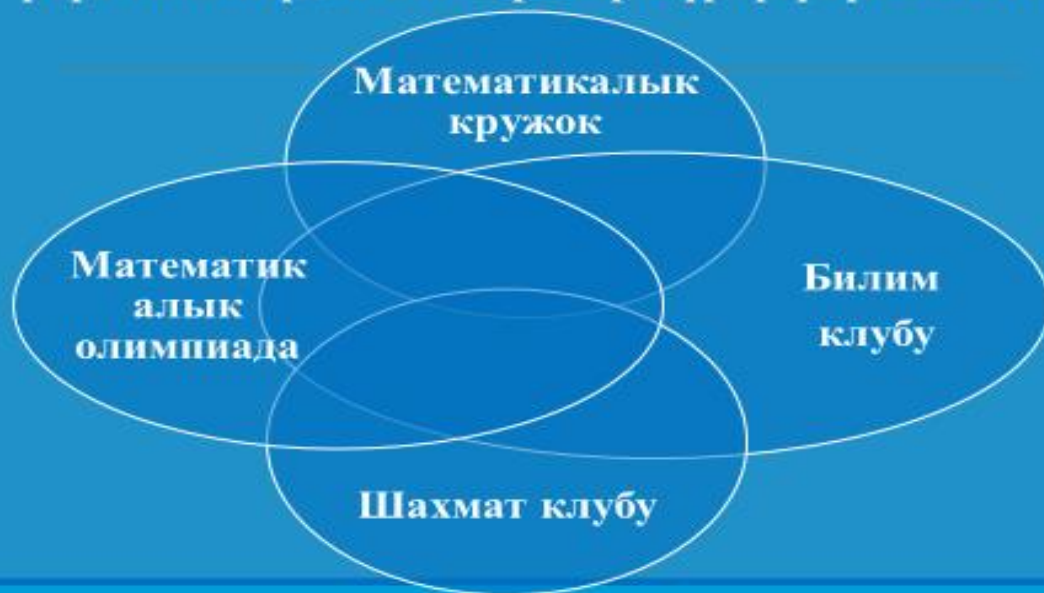 Математикалык
кружок
Математик
алык
олимпиада
Билим
клубу
Шахмат клубу